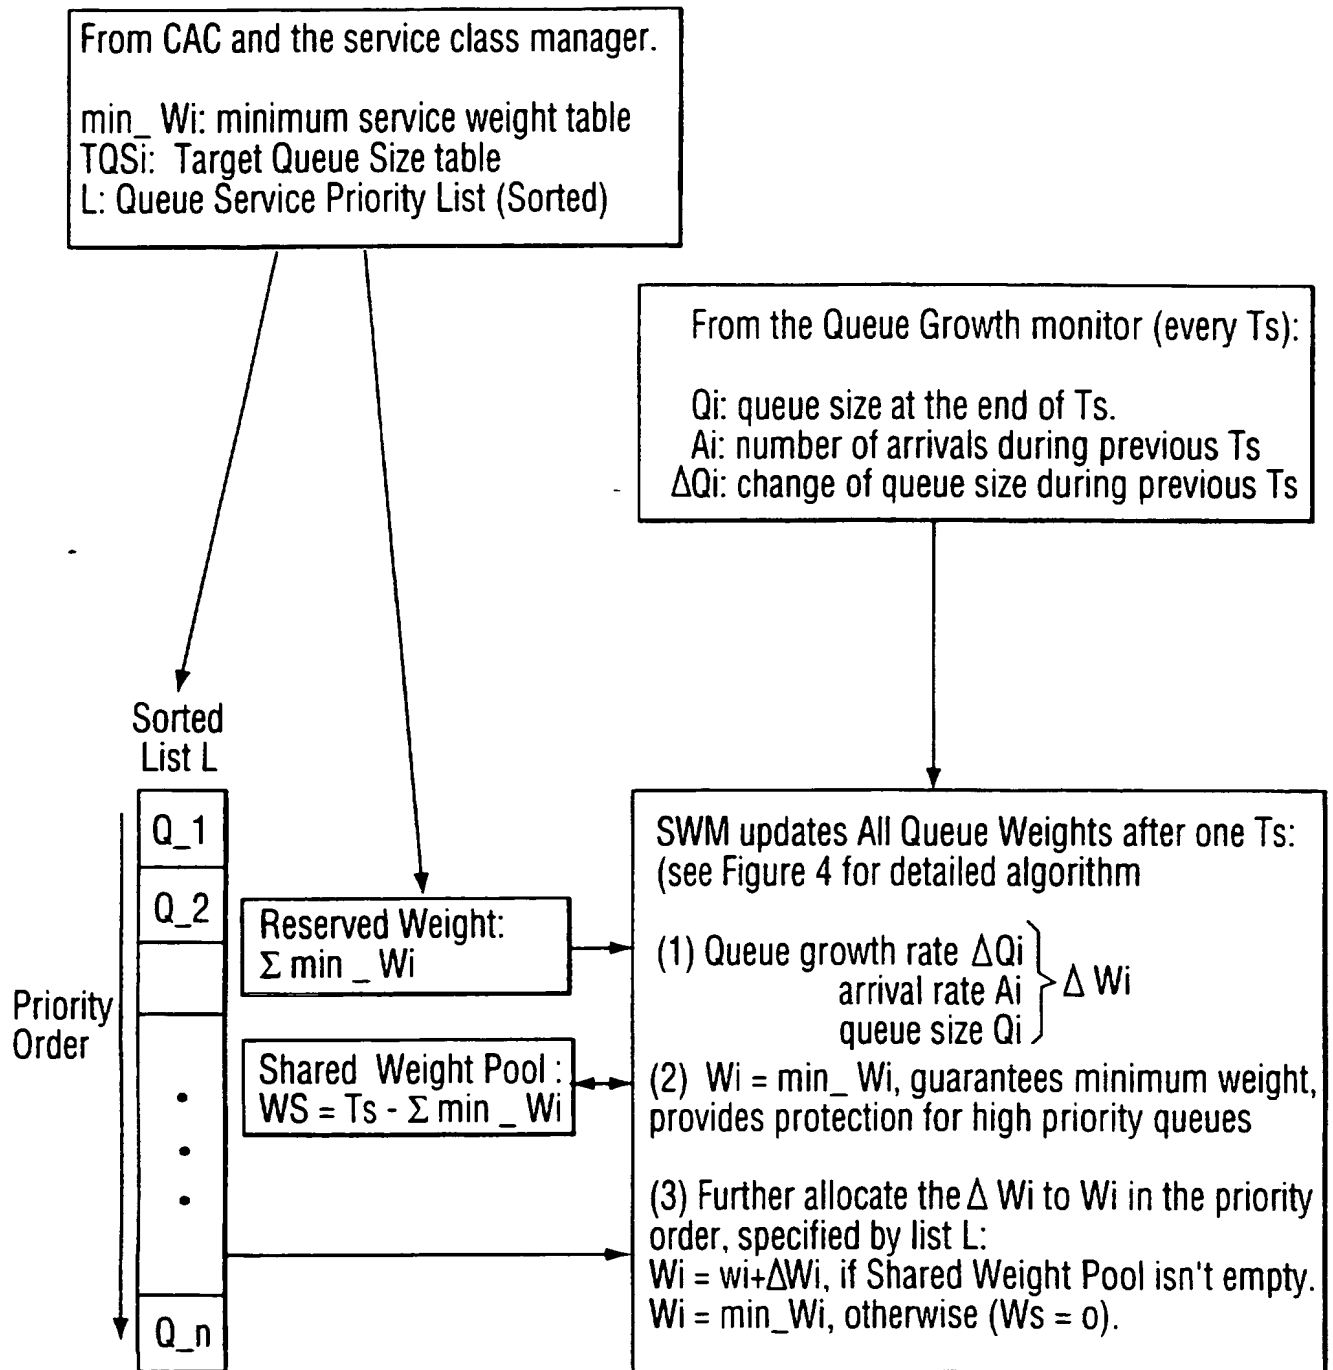 From CAC and the service class manager.
min_ Wi: minimum service weight table
TQSi: Target Queue Size table
L: Queue Service Priority List (Sorted)
From the Queue Growth monitor (every Ts):
Qi: queue size at the end of Ts.
Ai: number of arrivals during previous Ts
ΔQi: change of queue size during previous Ts
Sorted
List L
Q_1
Q_2
Q_n
Priority
Order
Reserved Weight:
Σ min _ Wi
Shared Weight Pool :
WS = Ts - Σ min _ Wi
SWM updates All Queue Weights after one Ts:
(see Figure 4 for detailed algorithm
(1) Queue growth rate ΔQi
arrival rate Ai
queue size Qi
Δ Wi
(2) Wi = min_ Wi, guarantees minimum weight,
provides protection for high priority queues
(3) Further allocate the Δ Wi to Wi in the priority
order, specified by list L:
Wi = wi+ΔWi, if Shared Weight Pool isn't empty.
Wi = min_Wi, otherwise (Ws = o).